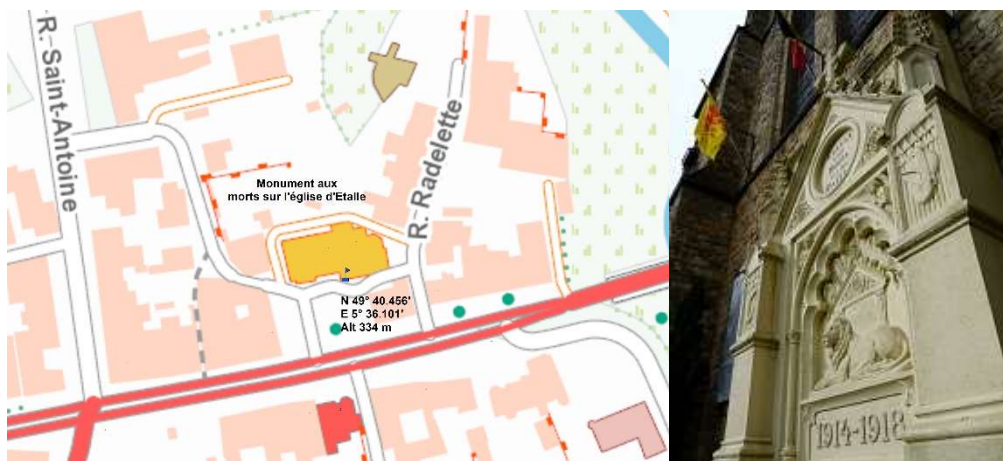 R. Saint-Antoine
R. Radelette
Monument aux
morts sur l'église d'Etalle
N 49° 40.456'
E 5° 36.101'
Alt 334 m
1914-1918